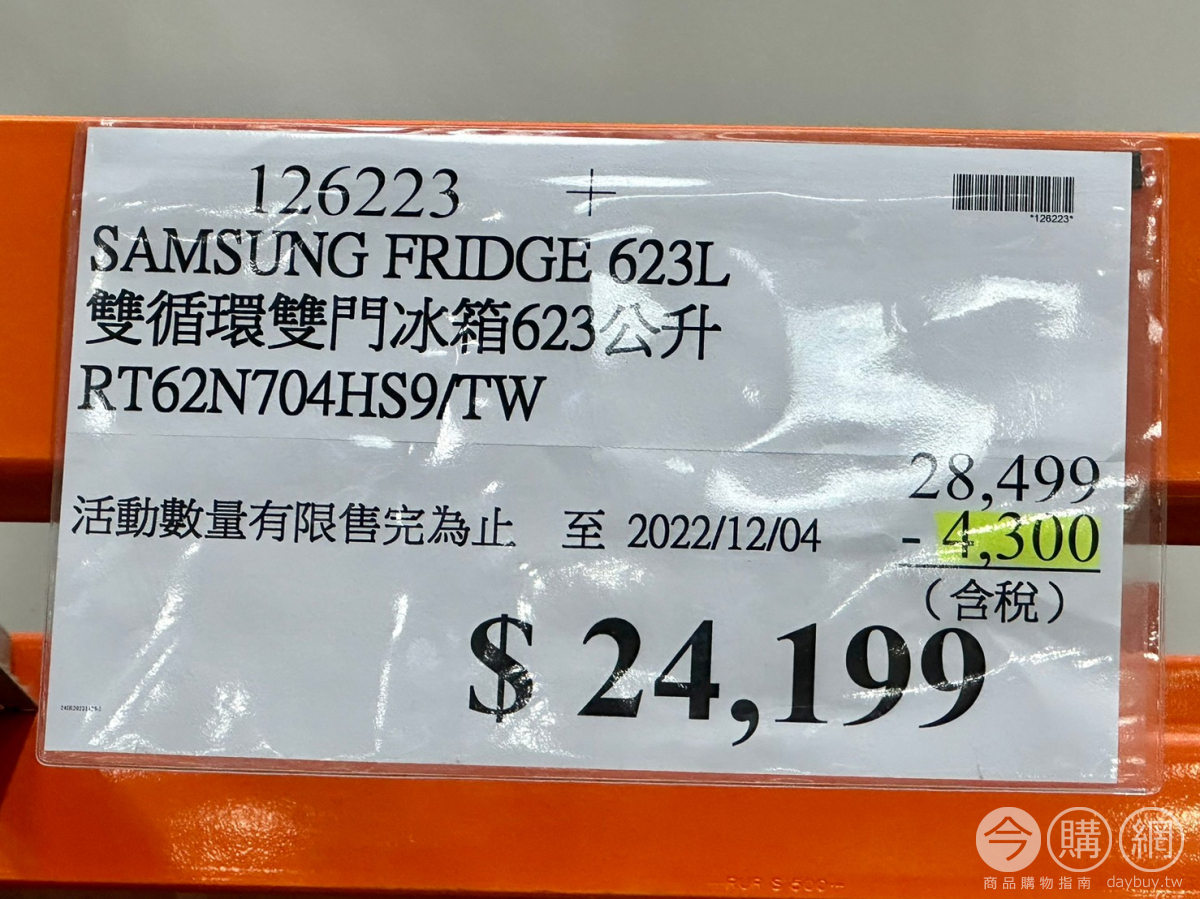 126223 +
*126223*
SAMSUNG FRIDGE 623L
雙循環雙門冰箱623公升
RT62N704HS9/TW
28,499
活動數量有限售完為止 至 2022/12/04
- 4,300
(含稅)
$ 24,199
今購網
商品購物指南 daybuy.tw